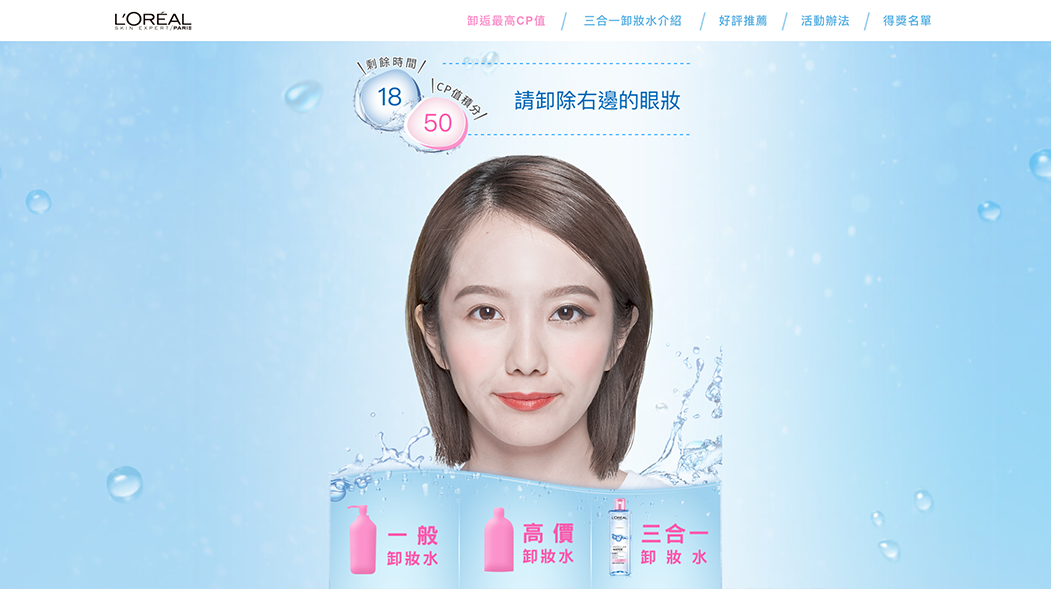 L'ORÉAL
SKIN EXPERT/PARIS
卸逅最高CP值 / 三合一卸妝水介紹 / 好評推薦 / 活動辦法 / 得獎名單
剩餘時間
18
CP值積分
50
請卸除右邊的眼妝
一般
卸妝水
高價
卸妝水
L'ORÉAL
三合一
卸妝水